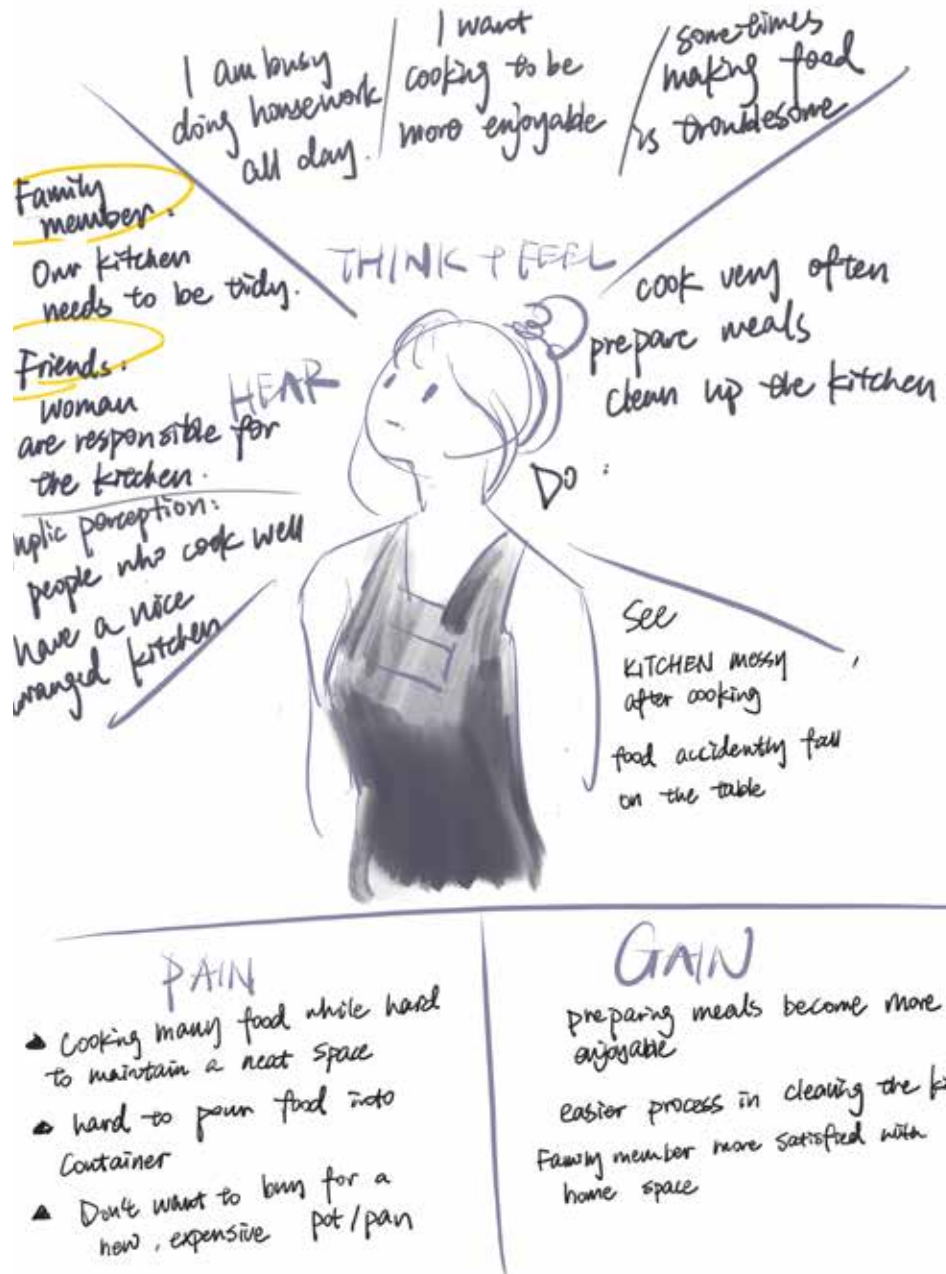 I am busy
doing housework
all day.
I want
cooking to be
more enjoyable
sometimes
making food
is troublesome
THINK & FEEL
Family
member:
Our kitchen
needs to be tidy.
Friends:
woman
are responsible for
the kitchen.
perception:
people who cook well
have a nice
kitchen
HEAR
cook very often
prepare meals
clean up the kitchen
DO :
See
KITCHEN messy
after cooking
food accidently fall
on the table
PAIN
Cooking many food while hard
to maintain a neat space
hard to pour food into
Container
Don't want to buy for a
new, expensive pot/pan
GAIN
preparing meals become more
enjoyable
easier process in cleaning the
Family member more satisfied with
home space